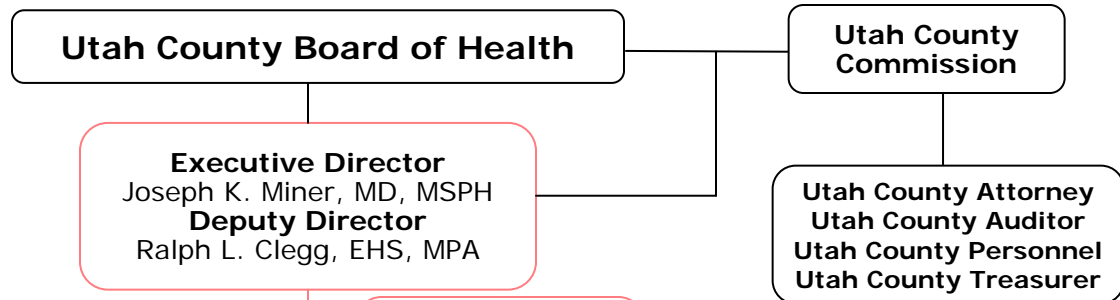 Utah County Board of Health
Utah County
Commission
Executive Director
Joseph K. Miner, MD, MSPH
Deputy Director
Ralph L. Clegg, EHS, MPA
Utah County Attorney
Utah County Auditor
Utah County Personnel
Utah County Treasurer